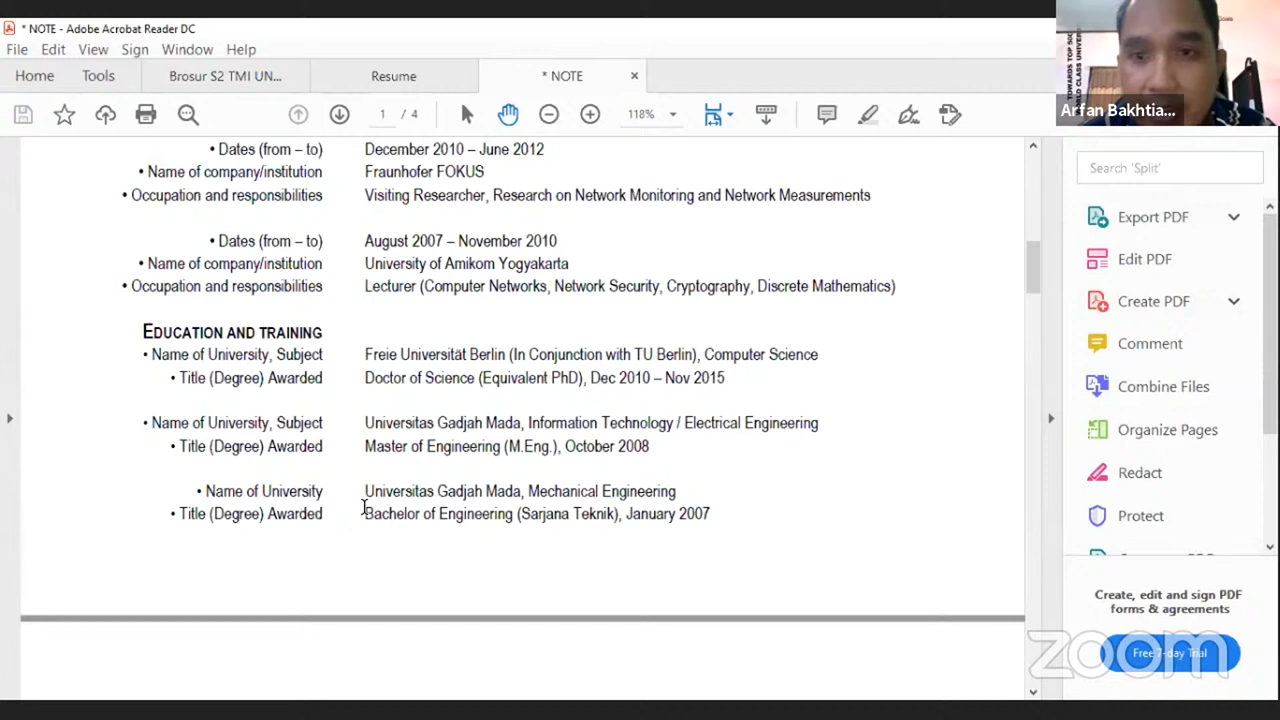 * NOTE - Adobe Acrobat Reader DC
File Edit View Sign Window Help
Home Tools Brosur S2 TMI UN... Resume * NOTE ×
1 / 4 118%
TOWARDS TOP 500
WORLD CLASS UNIVER
Arfan Bakhtia...
• Dates (from – to) December 2010 – June 2012
• Name of company/institution Fraunhofer FOKUS
• Occupation and responsibilities Visiting Researcher, Research on Network Monitoring and Network Measurements
• Dates (from – to) August 2007 – November 2010
• Name of company/institution University of Amikom Yogyakarta
• Occupation and responsibilities Lecturer (Computer Networks, Network Security, Cryptography, Discrete Mathematics)
EDUCATION AND TRAINING
• Name of University, Subject Freie Universität Berlin (In Conjunction with TU Berlin), Computer Science
• Title (Degree) Awarded Doctor of Science (Equivalent PhD), Dec 2010 – Nov 2015
• Name of University, Subject Universitas Gadjah Mada, Information Technology / Electrical Engineering
• Title (Degree) Awarded Master of Engineering (M.Eng.), October 2008
• Name of University Universitas Gadjah Mada, Mechanical Engineering
• Title (Degree) Awarded Bachelor of Engineering (Sarjana Teknik), January 2007
Search 'Split'
Export PDF
Edit PDF
Create PDF
Comment
Combine Files
Organize Pages
Redact
Protect
Create, edit and sign PDF
forms & agreements
Free 7-day Trial
zoom